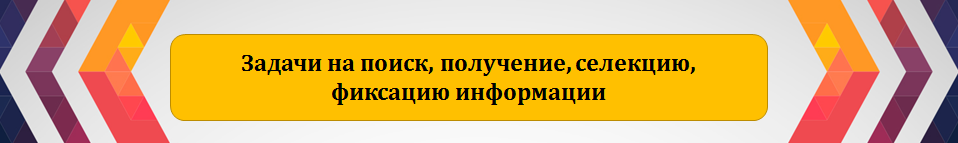 Задачи на поиск, получение, селекцию,
фиксацию информации